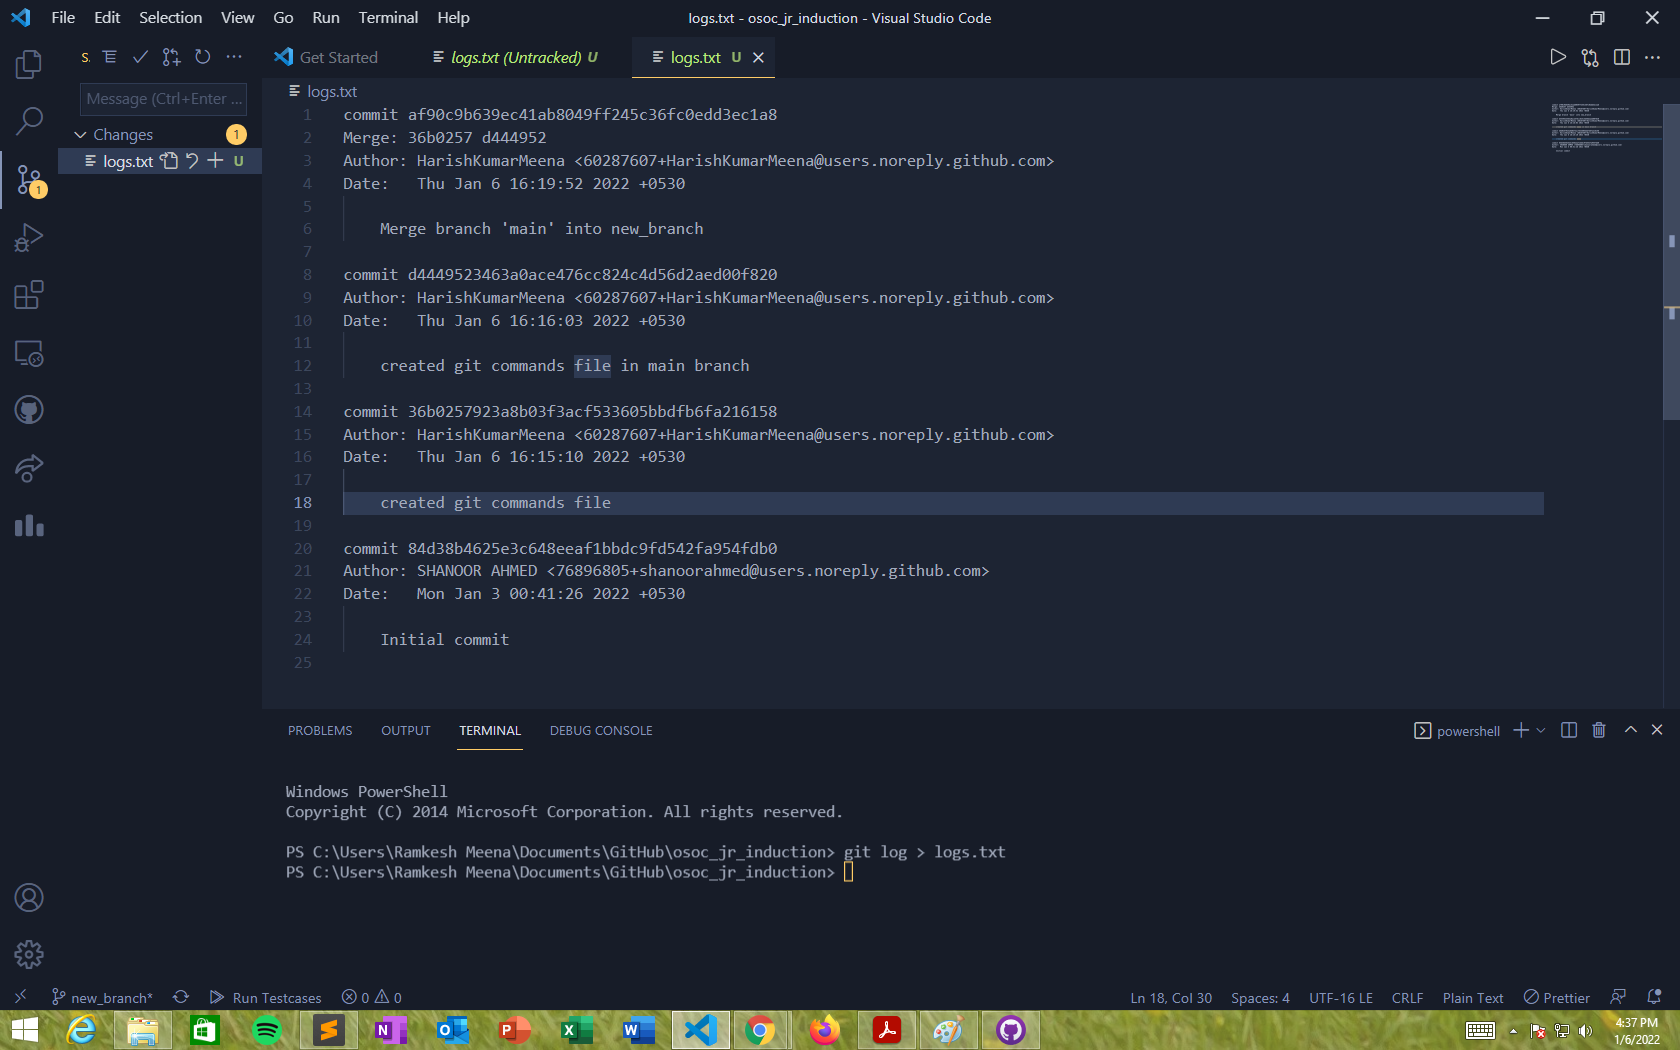 File Edit Selection View Go Run Terminal Help
logs.txt - osoc_jr_induction - Visual Studio Code
S.
Get Started
logs.txt (Untracked) U
logs.txt U
Message (Ctrl+Enter ...
Changes 1
logs.txt U
1
logs.txt
1 commit af90c9b639ec41ab8049ff245c36fc0edd3ec1a8
2 Merge: 36b0257 d444952
3 Author: HarishKumarMeena <60287607+HarishKumarMeena@users.noreply.github.com>
4 Date:   Thu Jan 6 16:19:52 2022 +0530
5
6     Merge branch 'main' into new_branch
7
8 commit d4449523463a0ace476cc824c4d56d2aed00f820
9 Author: HarishKumarMeena <60287607+HarishKumarMeena@users.noreply.github.com>
10 Date:   Thu Jan 6 16:16:03 2022 +0530
11
12     created git commands file in main branch
13
14 commit 36b0257923a8b03f3acf533605bbdfb6fa216158
15 Author: HarishKumarMeena <60287607+HarishKumarMeena@users.noreply.github.com>
16 Date:   Thu Jan 6 16:15:10 2022 +0530
17
18     created git commands file
19
20 commit 84d38b4625e3c648eeaf1bbdc9fd542fa954fdb0
21 Author: SHANOOR AHMED <76896805+shanoorahmed@users.noreply.github.com>
22 Date:   Mon Jan 3 00:41:26 2022 +0530
23
24     Initial commit
25
PROBLEMS OUTPUT TERMINAL DEBUG CONSOLE
powershell
Windows PowerShell
Copyright (C) 2014 Microsoft Corporation. All rights reserved.
PS C:\Users\Ramkesh Meena\Documents\GitHub\osoc_jr_induction> git log > logs.txt
PS C:\Users\Ramkesh Meena\Documents\GitHub\osoc_jr_induction>
new_branch* Run Testcases 0 0
Ln 18, Col 30 Spaces: 4 UTF-16 LE CRLF Plain Text Prettier
4:37 PM
1/6/2022